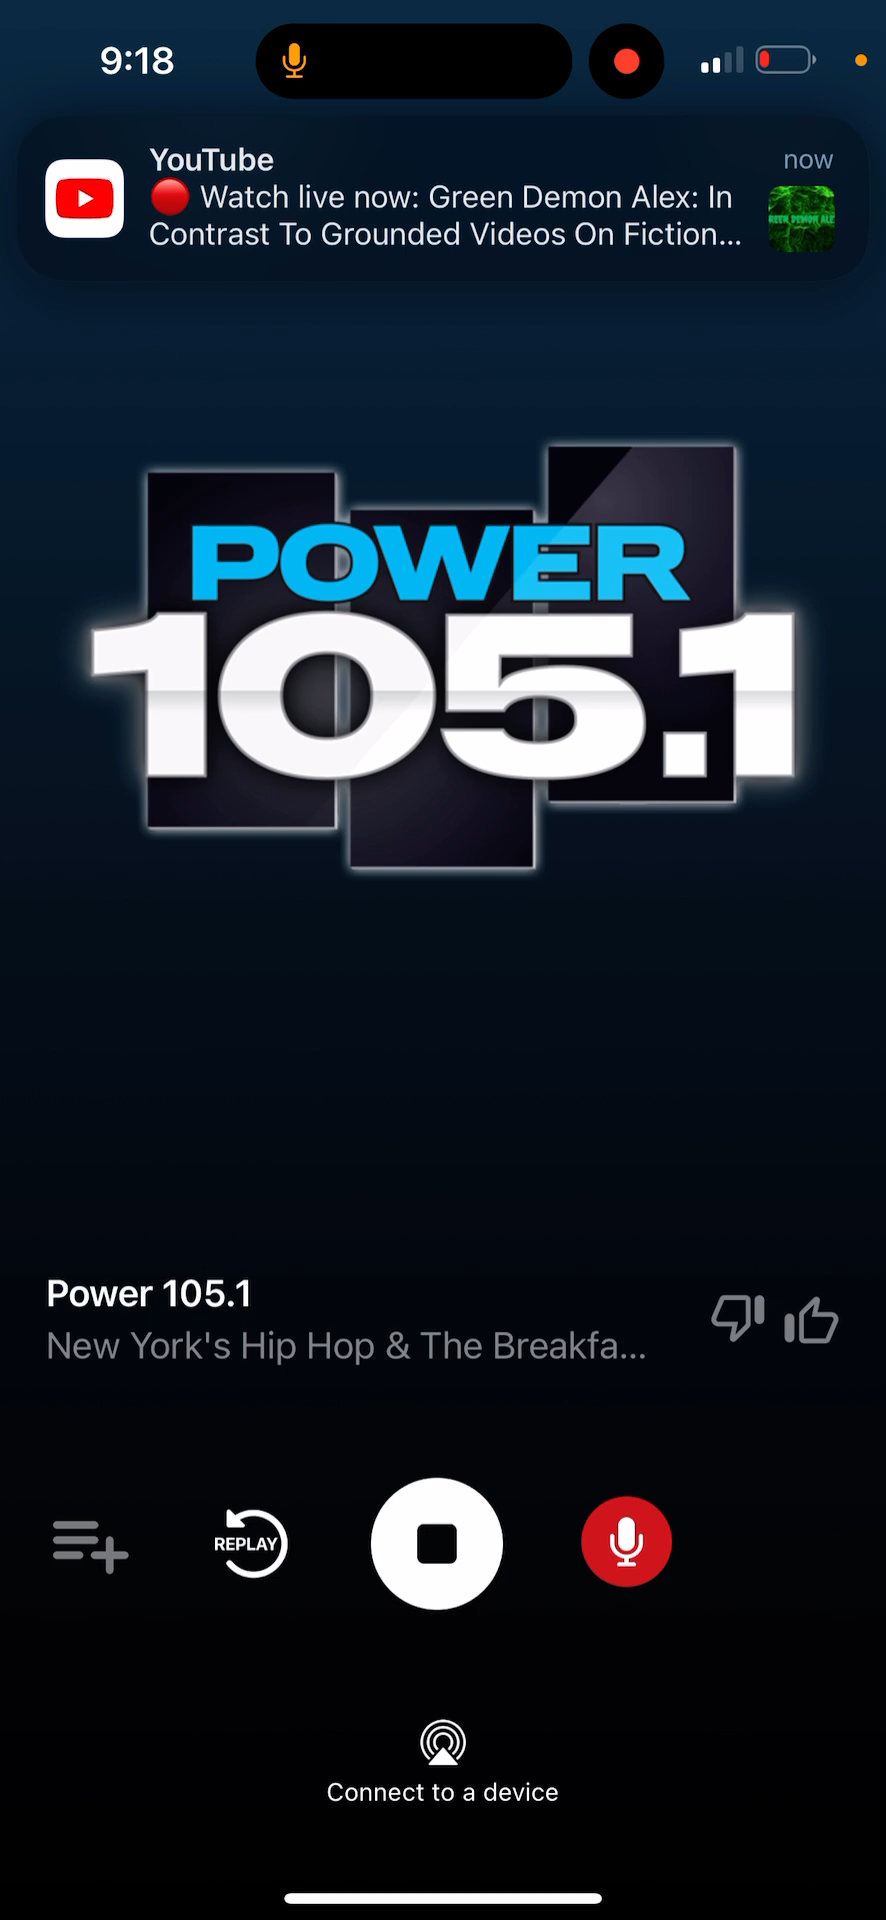 9:18
YouTube
now
🔴 Watch live now: Green Demon Alex: In
Contrast To Grounded Videos On Fiction...
POWER
105.1
Power 105.1
New York's Hip Hop & The Breakfa...
REPLAY
Connect to a device